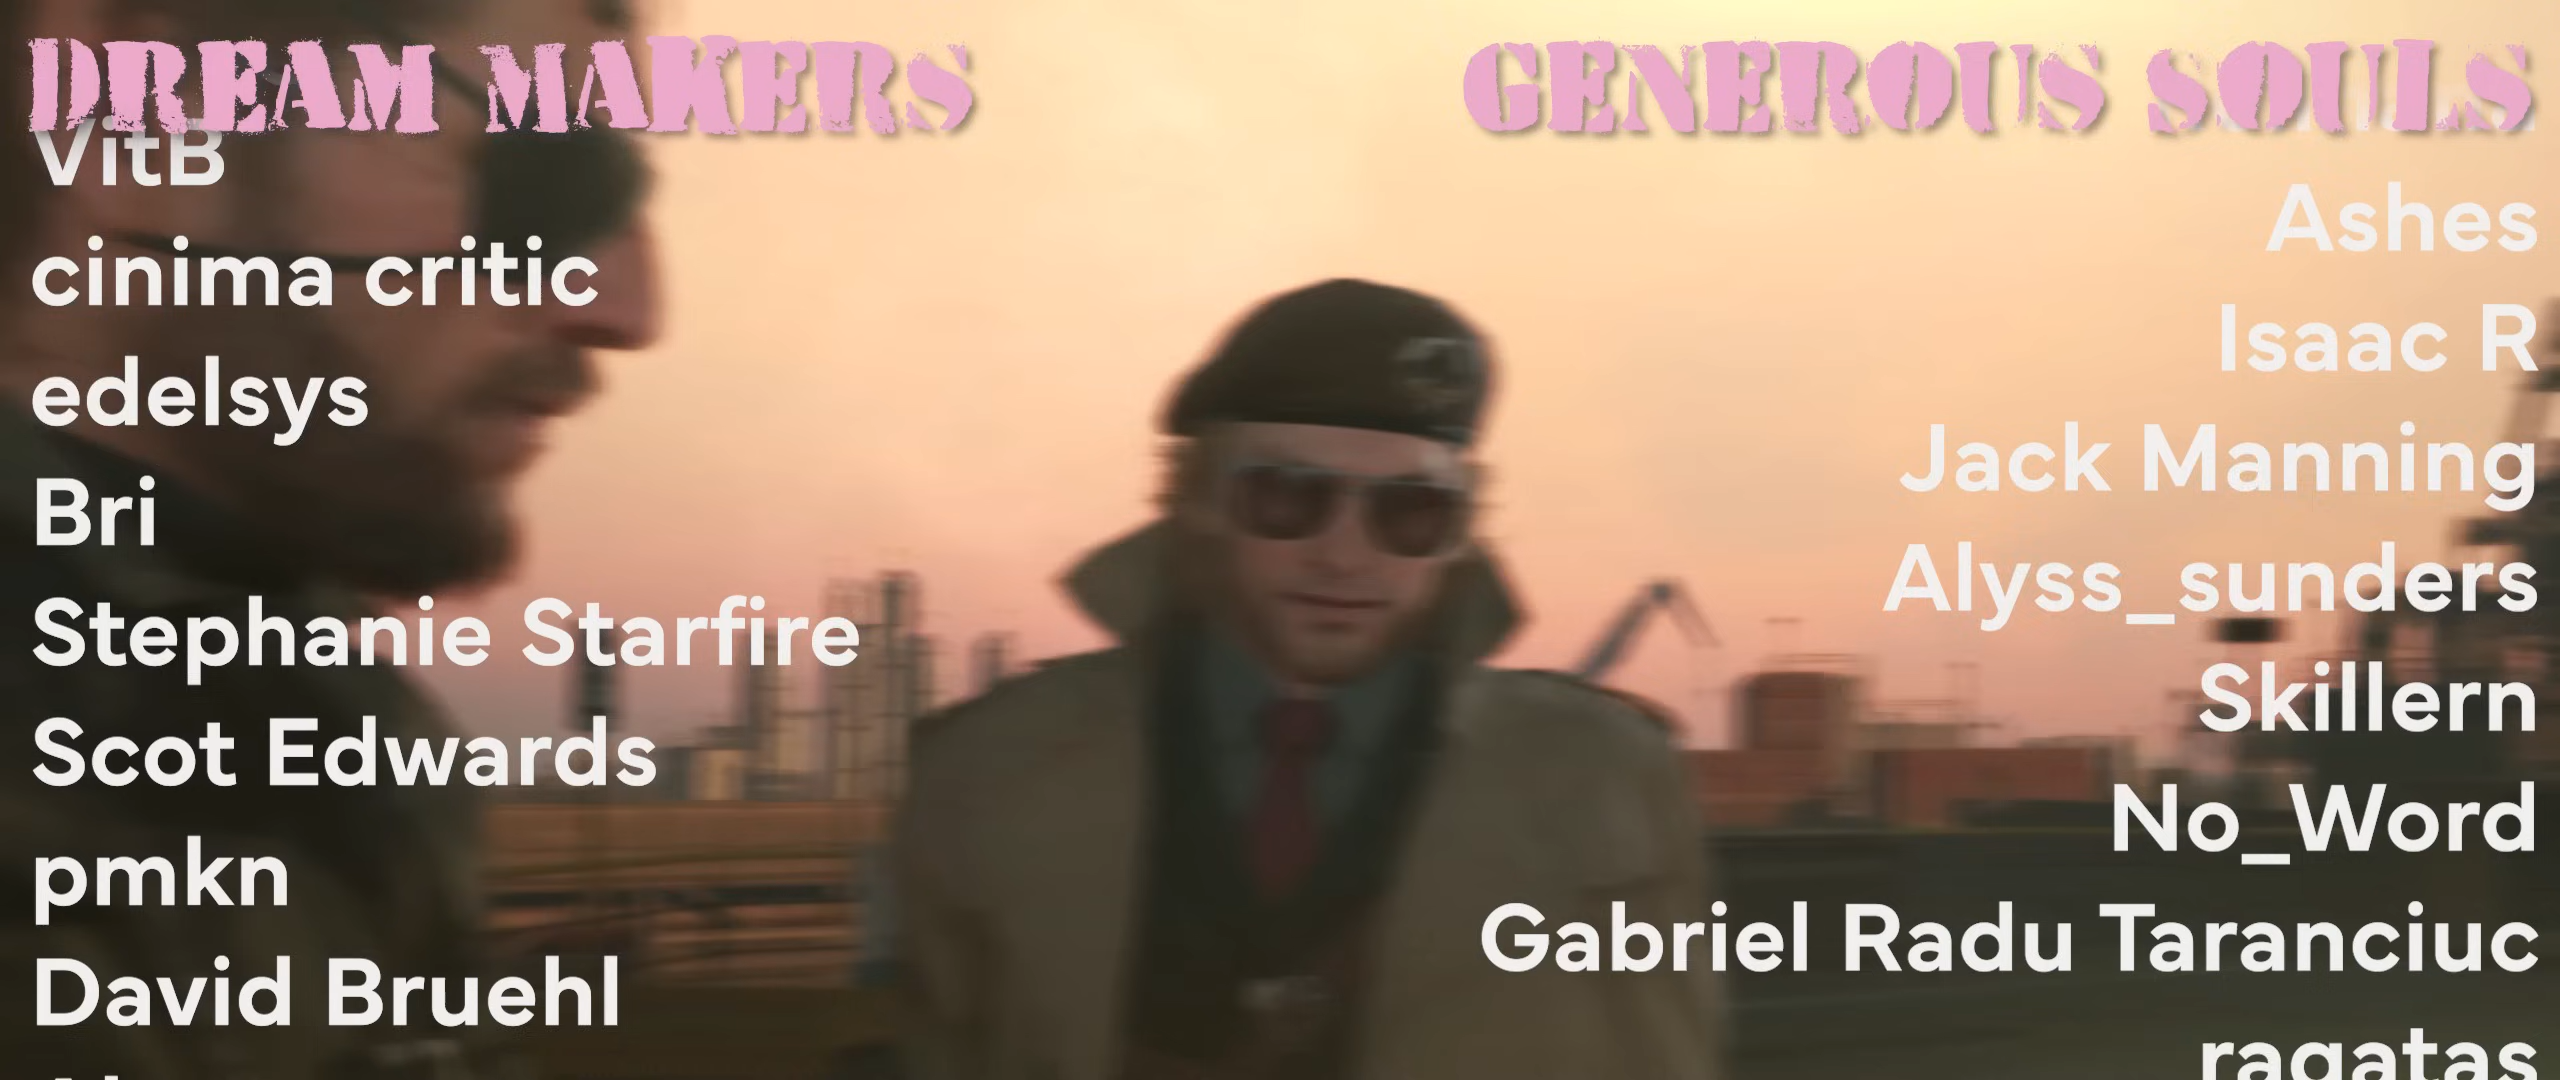 DREAM MAKERS
VitB
cinima critic
edelsys
Bri
Stephanie Starfire
Scot Edwards
pmkn
David Bruehl
GENEROUS SOULS
Ashes
Isaac R
Jack Manning
Alyss_sunders
Skillern
No_Word
Gabriel Radu Taranciuc
ragatas